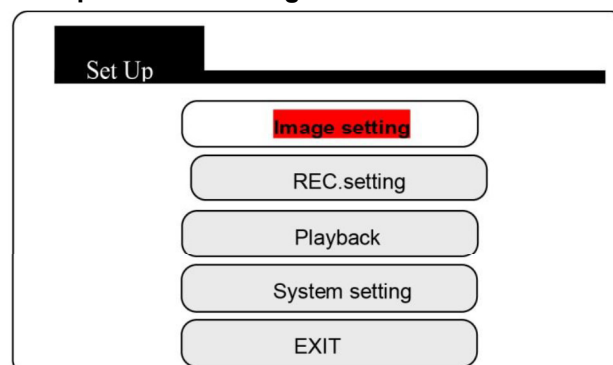 Set Up
Image setting
REC.setting
Playback
System setting
EXIT